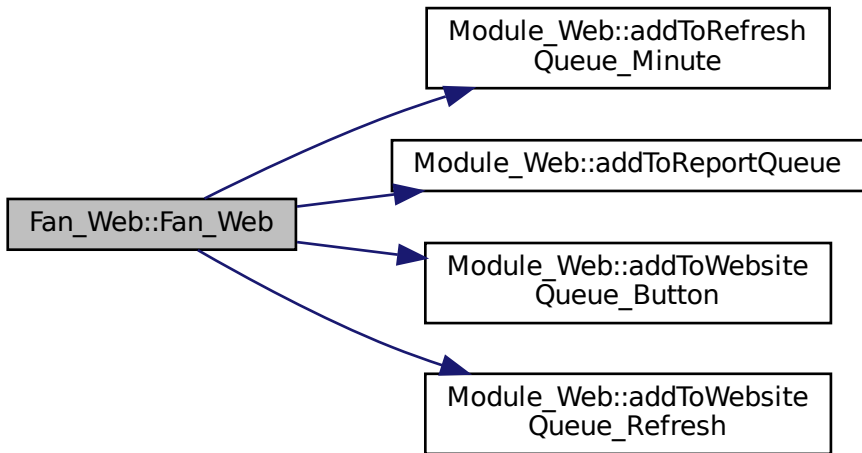 Module_Web::addToRefresh
Queue_Minute
Module_Web::addToReportQueue
Fan_Web::Fan_Web
Module_Web::addToWebsite
Queue_Button
Module_Web::addToWebsite
Queue_Refresh